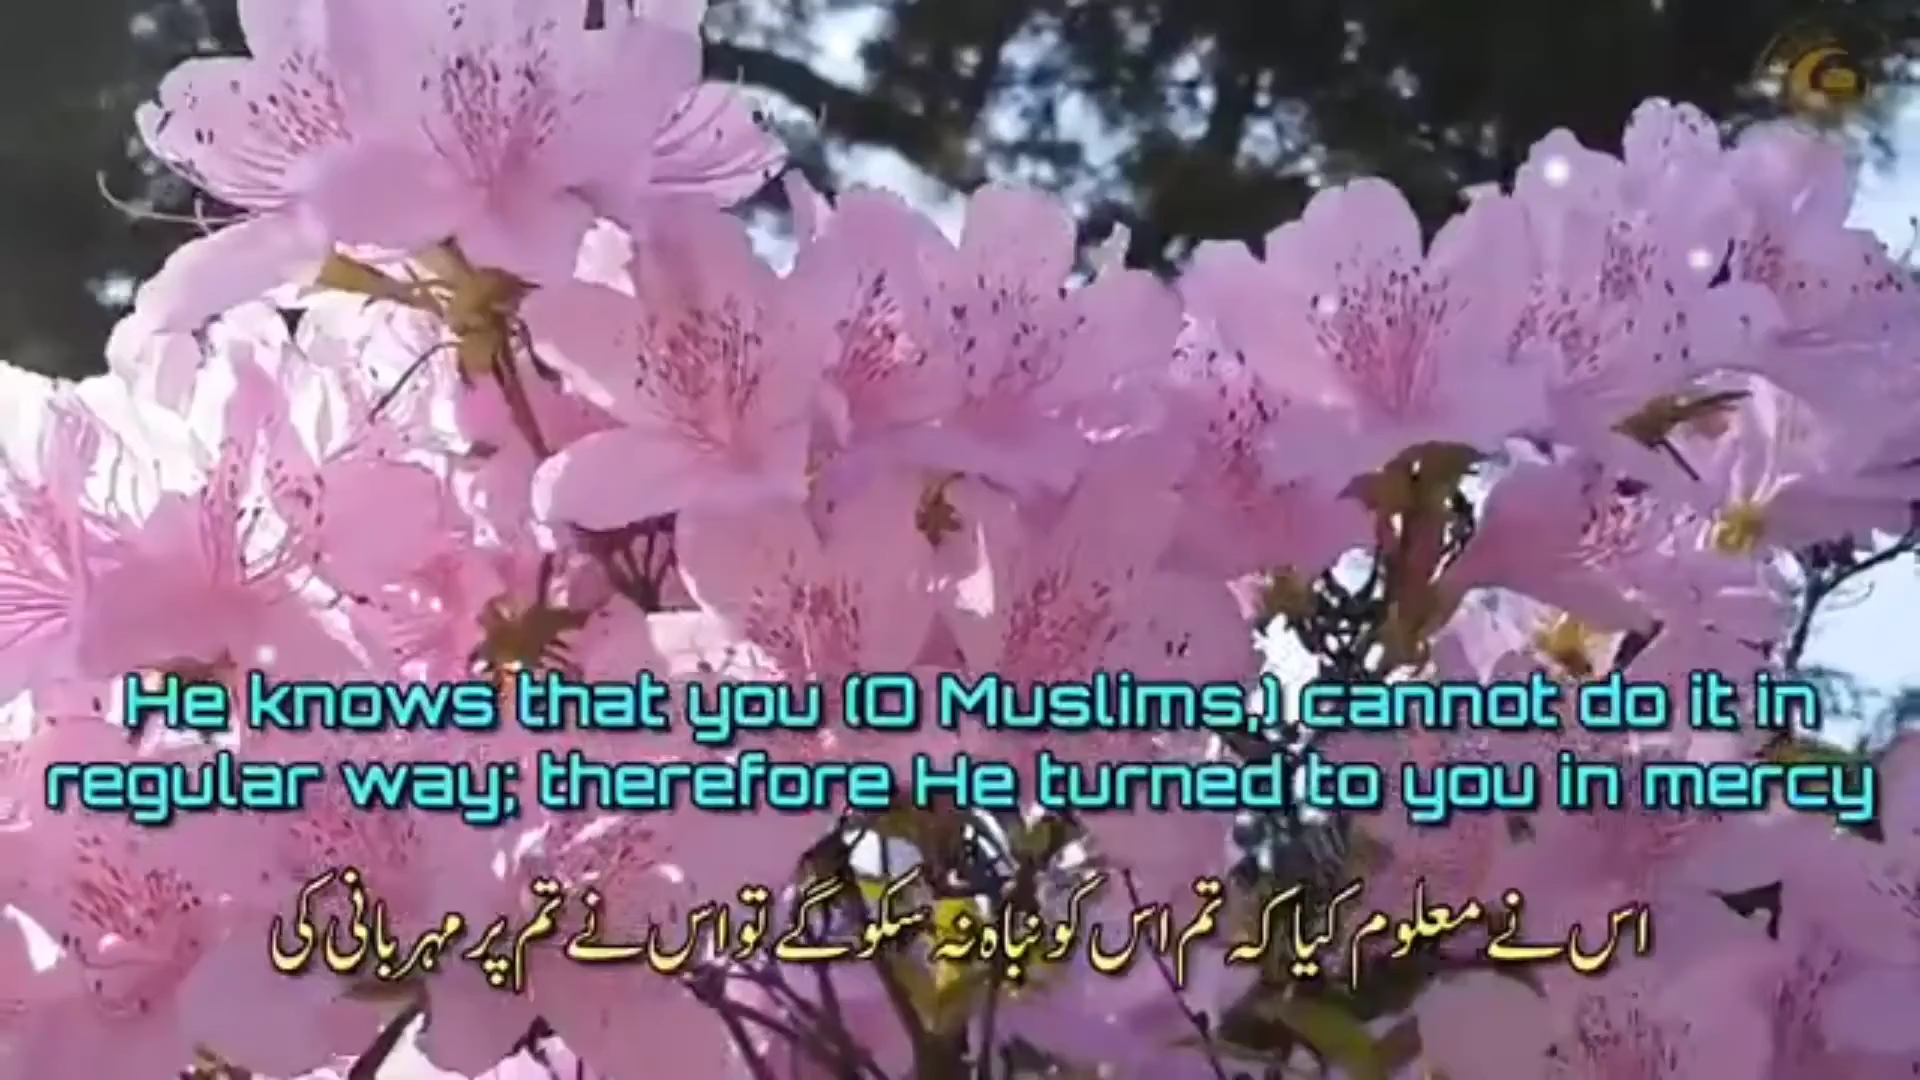 He knows that you (O Muslims,) cannot do it in
regular way; therefore He turned to you in mercy
اس نے معلوم کیا کہ تم اس کو نباہ نہ سکو گے تو اس نے تم پر مہربانی کی